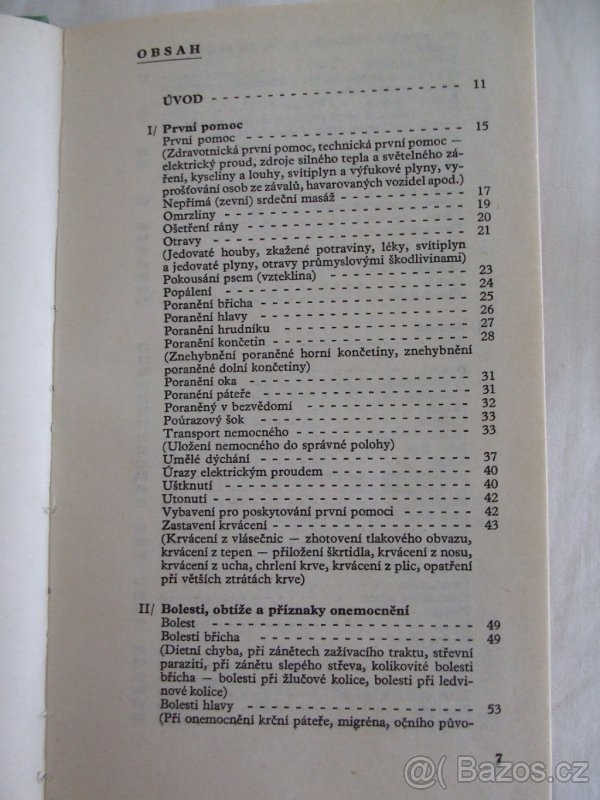 OBSAH
ÚVOD - - - - - - - - - - - - - - - - - - - - 11
I/ První pomoc
První pomoc - - - - - - - - - - - - - - - - 15
(Zdravotnická první pomoc, technická první pomoc —
elektrický proud, zdroje silného tepla a světelného zá-
ření, kyseliny a louhy, svítiplyn a výfukové plyny, vy-
prošťování osob ze závalů, havarovaných vozidel apod.)
Nepřímá (zevní) srdeční masáž - - - - - - - - - - 17
Omrzliny - - - - - - - - - - - - - - - - - - 19
Ošetření rány - - - - - - - - - - - - - - - - 20
Otravy - - - - - - - - - - - - - - - - - - - 21
(Jedovaté houby, zkažené potraviny, léky, svítiplyn
a jedovaté plyny, otravy průmyslovými škodlivinami)
Pokousání psem (vzteklina) - - - - - - - - - - - 23
Popálení - - - - - - - - - - - - - - - - - - 24
Poranění břicha - - - - - - - - - - - - - - - 25
Poranění hlavy - - - - - - - - - - - - - - - - 26
Poranění hrudníku - - - - - - - - - - - - - - 27
Poranění končetin - - - - - - - - - - - - - - 28
(Znehybnění poraněné horní končetiny, znehybnění
poraněné dolní končetiny)
Poranění oka - - - - - - - - - - - - - - - - 31
Poranění páteře - - - - - - - - - - - - - - - 31
Poraněný v bezvědomí - - - - - - - - - - - - - 32
Poúrazový šok - - - - - - - - - - - - - - - - 33
Transport nemocného - - - - - - - - - - - - - 33
(Uložení nemocného do správné polohy)
Umělé dýchání - - - - - - - - - - - - - - - - 37
Úrazy elektrickým proudem - - - - - - - - - - - 40
Uštknutí - - - - - - - - - - - - - - - - - - 40
Utonutí - - - - - - - - - - - - - - - - - - - 42
Vybavení pro poskytování první pomoci - - - - - - 42
Zastavení krvácení - - - - - - - - - - - - - - 43
(Krvácení z vlásečnic — zhotovení tlakového obvazu,
krvácení z tepen — přiložení škrtidla, krvácení z nosu,
krvácení z ucha, chrlení krve, krvácení z plic, opatření
při větších ztrátách krve)
II/ Bolesti, obtíže a příznaky onemocnění
Bolest - - - - - - - - - - - - - - - - - - - 49
Bolesti břicha - - - - - - - - - - - - - - - - 49
(Dietní chyba, při zánětech zažívacího traktu, střevní
paraziti, při zánětu slepého střeva, kolikovité bolesti
břicha — bolesti při žlučové kolice, bolesti při ledvi-
nové kolice)
Bolesti hlavy - - - - - - - - - - - - - - - - 53
(Při onemocnění krční páteře, migréna, očního půvo-
7
@( Bazos.cz